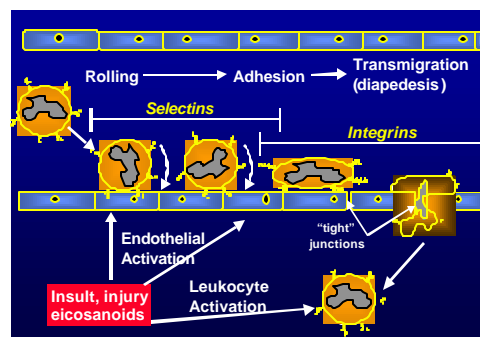 Rolling
Adhesion
Transmigration
(diapedesis)
Selectins
Integrins
"tight"
junctions
Endothelial
Activation
Insult, injury
eicosanoids
Leukocyte
Activation